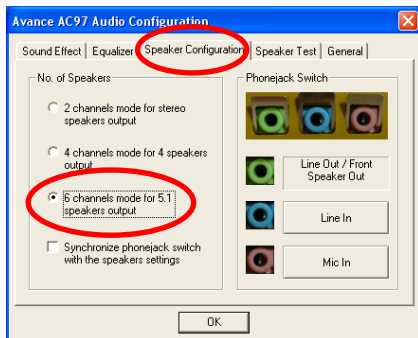 Avance AC97 Audio Configuration
Sound Effect
Equalizer
Speaker Configuration
Speaker Test
General
No. of Speakers
2 channels mode for stereo
speakers output
4 channels mode for 4 speakers
output
6 channels mode for 5.1
speakers output
Synchronize phonejack switch
with the speakers settings
Phonejack Switch
Line Out / Front
Speaker Out
Line In
Mic In
OK